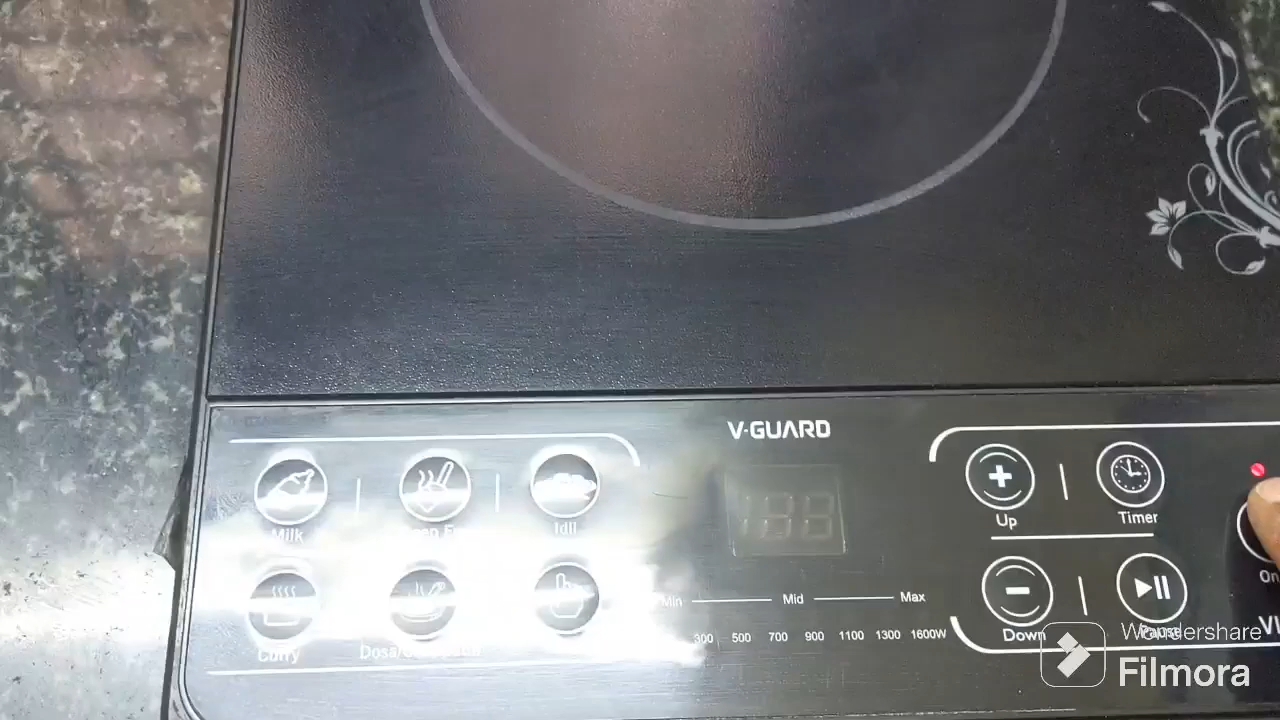 V-GUARD
Milk
Idli
Up
Timer
Curry
Min
Mid
Max
300 500 700 900 1100 1300 1600W
Down
Pause
Wondershare
Filmora